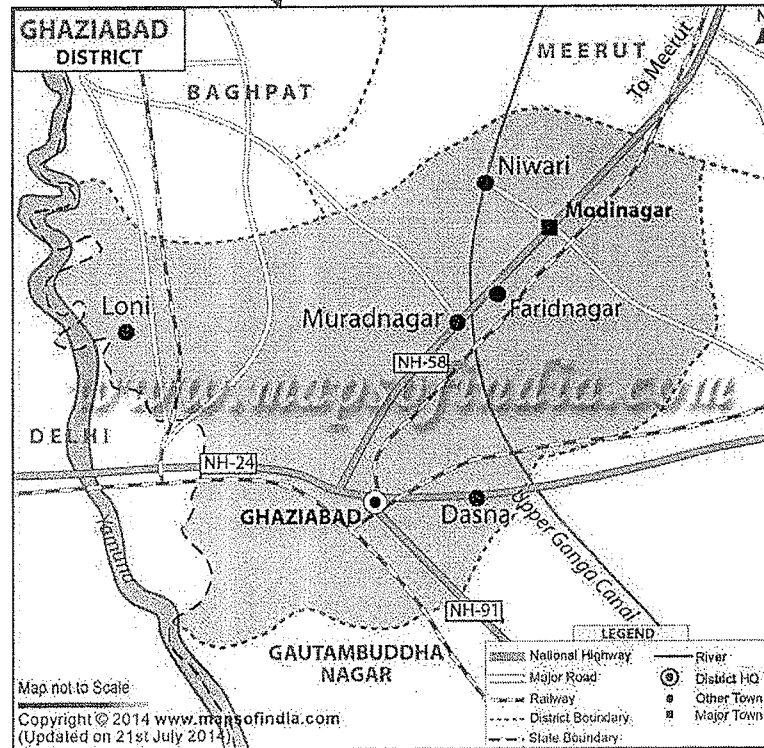 GHAZIABAD
DISTRICT
N
MEERUT
To Meerut
BAGHPAT
Niwari
Modinagar
Loni
Muradnagar
Faridnagar
NH-58
www.mapsofindia.com
DELHI
NH-24
GHAZIABAD
Dasna
Upper Ganga Canal
Yamuna
NH-91
GAUTAMBUDDHA
NAGAR
LEGEND
National Highway
River
Major Road
District HQ
Railway
Other Town
District Boundary
Major Town
State Boundary
Map not to Scale
Copyright © 2014 www.mapsofindia.com
(Updated on 21st July 2014)